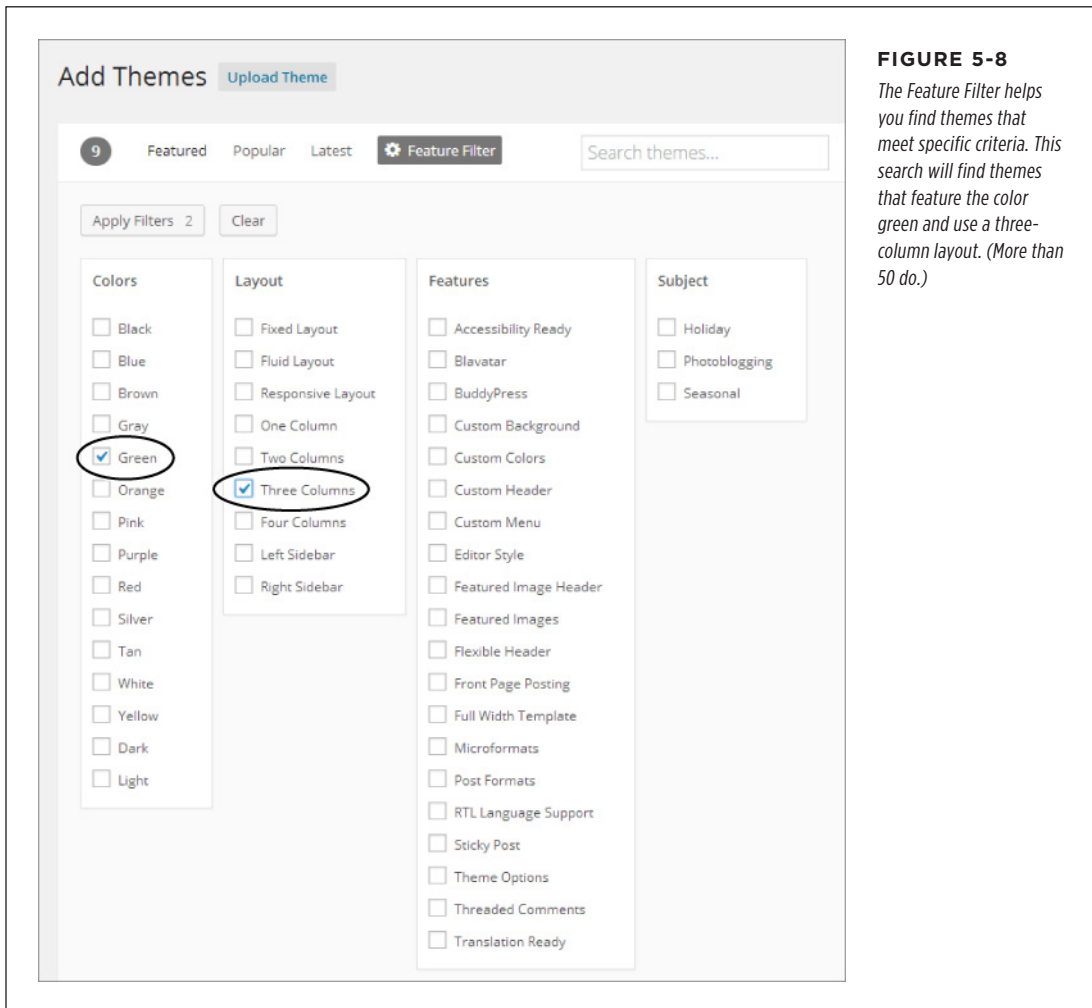 Add Themes Upload Theme
9 Featured Popular Latest Feature Filter Search themes...
Apply Filters 2 Clear
Colors
Black
Blue
Brown
Gray
Green
Orange
Pink
Purple
Red
Silver
Tan
White
Yellow
Dark
Light
Layout
Fixed Layout
Fluid Layout
Responsive Layout
One Column
Two Columns
Three Columns
Four Columns
Left Sidebar
Right Sidebar
Features
Accessibility Ready
Blavatar
BuddyPress
Custom Background
Custom Colors
Custom Header
Custom Menu
Editor Style
Featured Image Header
Featured Images
Flexible Header
Front Page Posting
Full Width Template
Microformats
Post Formats
RTL Language Support
Sticky Post
Theme Options
Threaded Comments
Translation Ready
Subject
Holiday
Photoblogging
Seasonal
FIGURE 5-8
The Feature Filter helps
you find themes that
meet specific criteria. This
search will find themes
that feature the color
green and use a three-
column layout. (More than
50 do.)